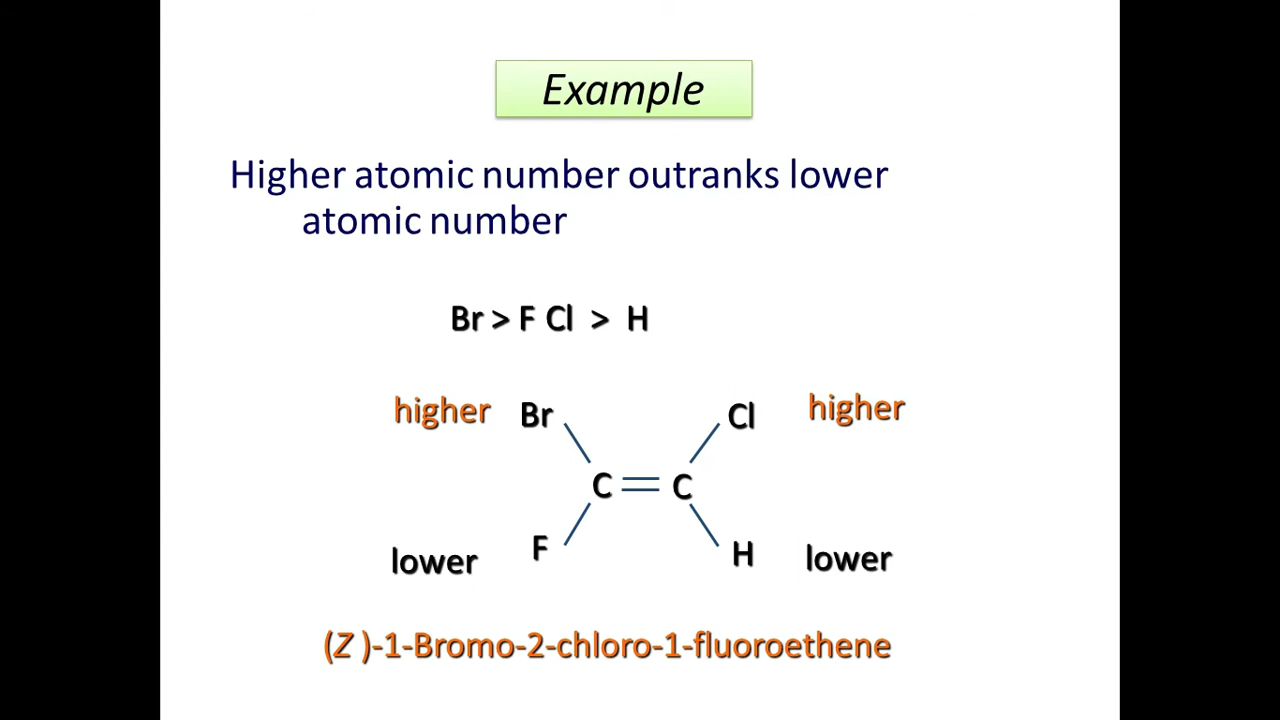 Example
Higher atomic number outranks lower
atomic number
Br > F Cl > H
higher Br Cl higher
C C
lower F H lower
(Z )-1-Bromo-2-chloro-1-fluoroethene